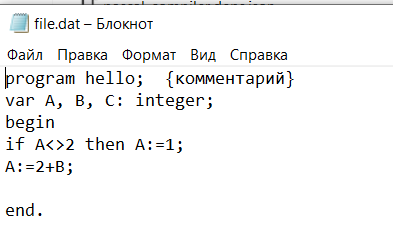 file.dat – Блокнот
Файл Правка Формат Вид Справка
program hello;  {комментарий}
var A, B, C: integer;
begin
if A<>2 then A:=1;
A:=2+B;
end.